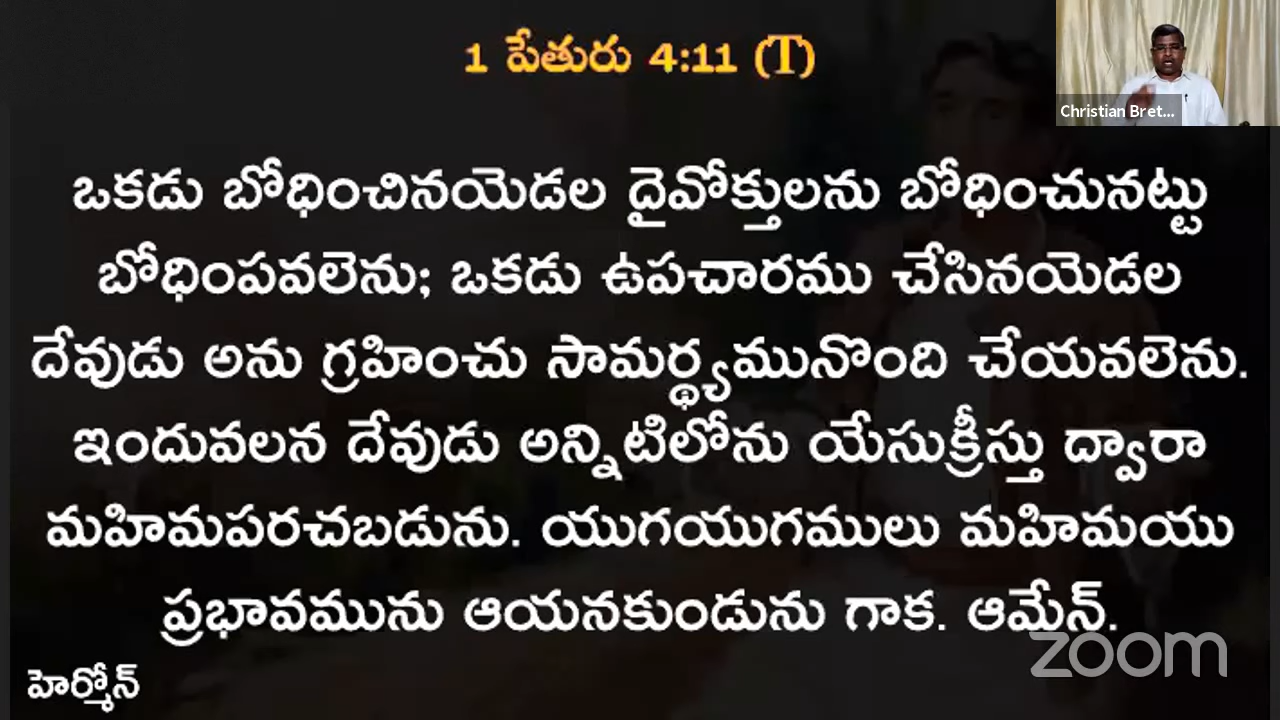 1 పేతురు 4:11 (T)
Christian Bret...
ఒకడు బోధించినయెడల దైవోక్తులను బోధించునట్టు
బోధింపవలెను; ఒకడు ఉపచారము చేసినయెడల
దేవుడు అను గ్రహించు సామర్థ్యమునొంది చేయవలెను.
ఇందువలన దేవుడు అన్నిటిలోను యేసుక్రీస్తు ద్వారా
మహిమపరచబడును. యుగయుగములు మహిమయు
ప్రభావమును ఆయనకుండును గాక. ఆమేన్.
zoom
హెర్మోన్